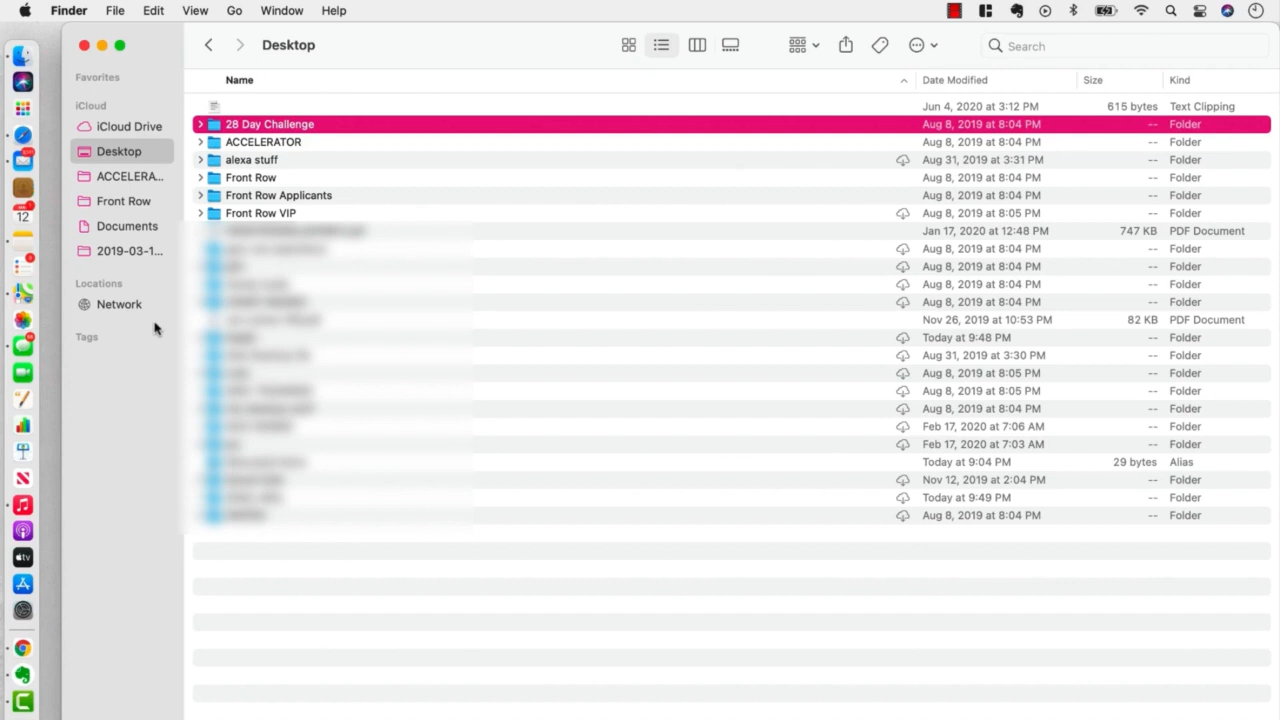 Finder File Edit View Go Window Help
Desktop
Search
Favorites
iCloud
iCloud Drive
Desktop
ACCELERA...
Front Row
Documents
2019-03-1...
Locations
Network
Tags
12
tv
Name Date Modified Size Kind
Jun 4, 2020 at 3:12 PM 615 bytes Text Clipping
28 Day Challenge Aug 8, 2019 at 8:04 PM -- Folder
ACCELERATOR Aug 8, 2019 at 8:04 PM -- Folder
alexa stuff Aug 31, 2019 at 3:31 PM -- Folder
Front Row Aug 8, 2019 at 8:04 PM -- Folder
Front Row Applicants Aug 8, 2019 at 8:04 PM -- Folder
Front Row VIP Aug 8, 2019 at 8:05 PM -- Folder
Jan 17, 2020 at 12:48 PM 747 KB PDF Document
Aug 8, 2019 at 8:04 PM -- Folder
Aug 8, 2019 at 8:04 PM -- Folder
Aug 8, 2019 at 8:04 PM -- Folder
Aug 8, 2019 at 8:04 PM -- Folder
Nov 26, 2019 at 10:53 PM 82 KB PDF Document
Today at 9:48 PM -- Folder
Aug 31, 2019 at 3:30 PM -- Folder
Aug 8, 2019 at 8:05 PM -- Folder
Aug 8, 2019 at 8:05 PM -- Folder
Aug 8, 2019 at 8:04 PM -- Folder
Feb 17, 2020 at 7:06 AM -- Folder
Feb 17, 2020 at 7:03 AM -- Folder
Today at 9:04 PM 29 bytes Alias
Nov 12, 2019 at 2:04 PM -- Folder
Today at 9:49 PM -- Folder
Aug 8, 2019 at 8:04 PM -- Folder